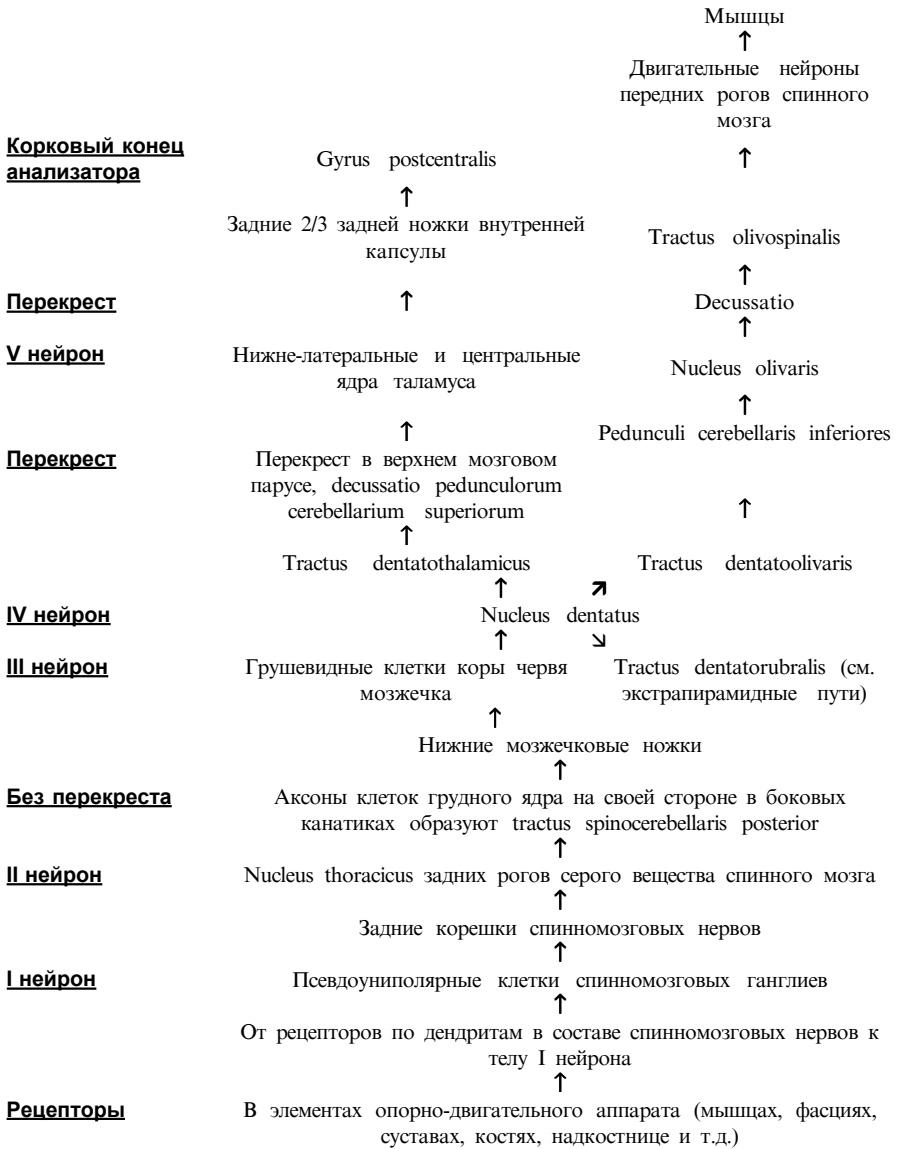 Мышцы
↑
Двигательные нейроны
передних рогов спинного
мозга
Корковый конец
анализатора
Gyrus postcentralis
↑
↑
Задние 2/3 задней ножки внутренней
капсулы
Tractus olivospinalis
↑
Перекрест
↑
Decussatio
↑
V нейрон
Нижне-латеральные и центральные
ядра таламуса
Nucleus olivaris
↑
↑
Pedunculi cerebellaris inferiores
Перекрест
Перекрест в верхнем мозговом
парусе, decussatio pedunculorum
cerebellarium superiorum
↑
↑
Tractus dentatothalamicus
Tractus dentatoolivaris
↑ ↗
IV нейрон
Nucleus dentatus
↑ ↘
III нейрон
Грушевидные клетки коры червя
мозжечка
Tractus dentatorubralis (см.
экстрапирамидные пути)
↑
Нижние мозжечковые ножки
↑
Без перекреста
Аксоны клеток грудного ядра на своей стороне в боковых
канатиках образуют tractus spinocerebellaris posterior
↑
II нейрон
Nucleus thoracicus задних рогов серого вещества спинного мозга
↑
Задние корешки спинномозговых нервов
↑
I нейрон
Псевдоуниполярные клетки спинномозговых ганглиев
↑
От рецепторов по дендритам в составе спинномозговых нервов к
телу I нейрона
↑
Рецепторы
В элементах опорно-двигательного аппарата (мышцах, фасциях,
суставах, костях, надкостнице и т.д.)